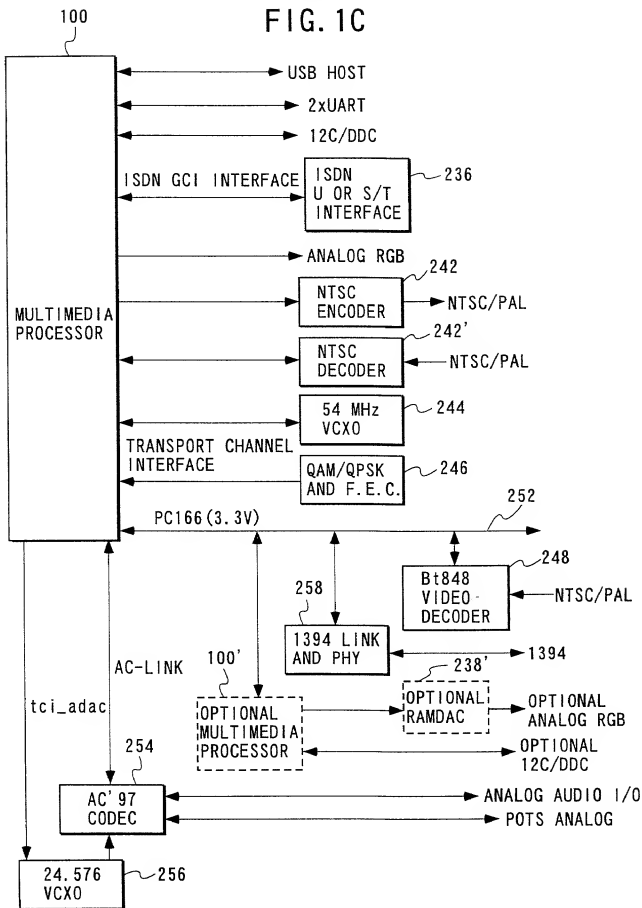 FIG. 1C
100
USB HOST
2xUART
12C/DDC
ISDN GCI INTERFACE
ISDN
U OR S/T
INTERFACE
236
ANALOG RGB
MULTIMEDIA
PROCESSOR
NTSC
ENCODER
242
NTSC/PAL
NTSC
DECODER
242'
NTSC/PAL
54 MHz
VCXO
244
TRANSPORT CHANNEL
INTERFACE
QAM/QPSK
AND F.E.C.
246
PC166(3.3V)
252
Bt848
VIDEO-
DECODER
248
NTSC/PAL
258
1394 LINK
AND PHY
1394
AC-LINK
tci_adac
100'
OPTIONAL
MULTIMEDIA
PROCESSOR
238'
OPTIONAL
RAMDAC
OPTIONAL
ANALOG RGB
OPTIONAL
12C/DDC
254
AC'97
CODEC
ANALOG AUDIO I/O
POTS ANALOG
24.576
VCXO
256